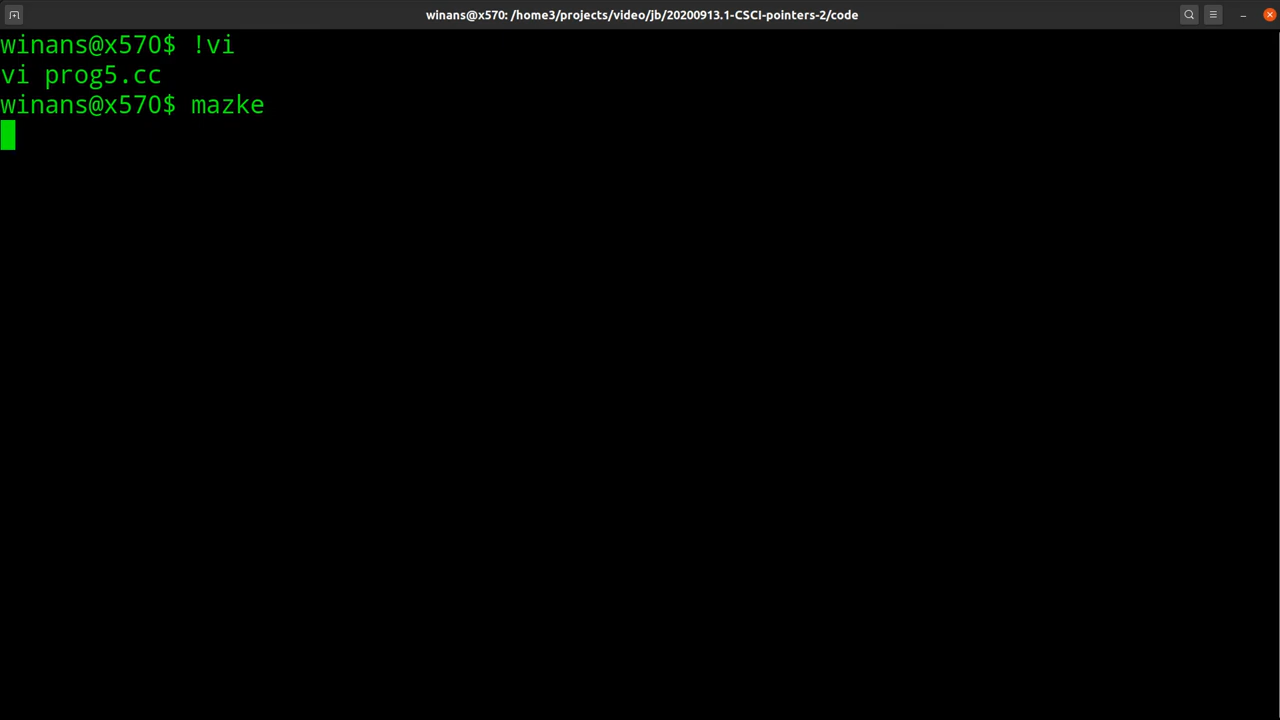 winans@x570: /home3/projects/video/jb/20200913.1-CSCI-pointers-2/code
winans@x570$ !vi
vi prog5.cc
winans@x570$ mazke